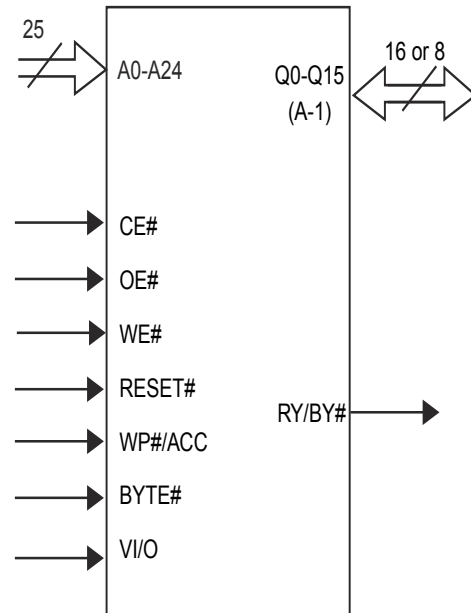 25
A0-A24
16 or 8
Q0-Q15
(A-1)
CE#
OE#
WE#
RESET#
RY/BY#
WP#/ACC
BYTE#
VI/O